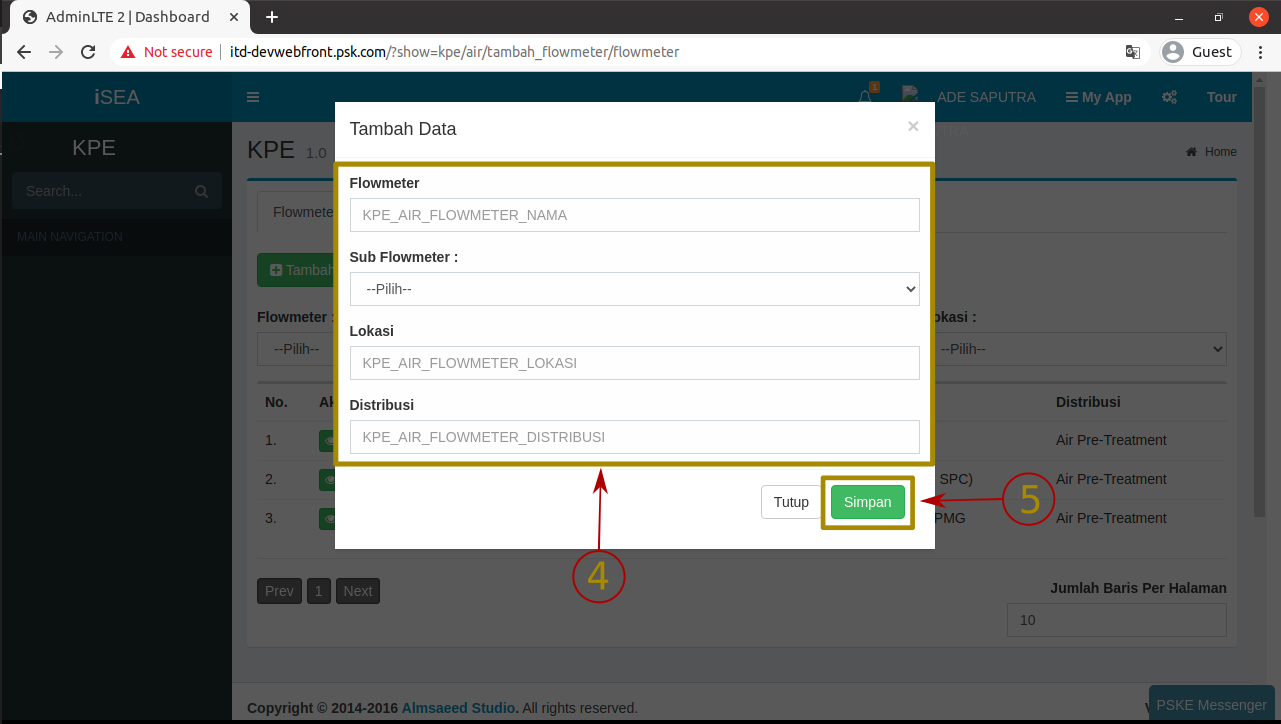 AdminLTE 2 | Dashboard
Not secure | itd-devwebfront.psk.com/?show=kpe/air/tambah_flowmeter/flowmeter
Guest
iSEA
1
ADE SAPUTRA
My App
Tour
KPE
Search...
MAIN NAVIGATION
KPE 1.0
Home
Tambah Data
×
Flowmeter
KPE_AIR_FLOWMETER_NAMA
Sub Flowmeter :
--Pilih--
Lokasi
KPE_AIR_FLOWMETER_LOKASI
Distribusi
KPE_AIR_FLOWMETER_DISTRIBUSI
Tutup
Simpan
4
5
Flowmete
Tambah
Flowmeter :
--Pilih--
okasi :
--Pilih--
No. Ak Distribusi
1. Air Pre-Treatment
2. SPC) Air Pre-Treatment
3. PMG Air Pre-Treatment
Prev 1 Next
Jumlah Baris Per Halaman
10
Copyright © 2014-2016 Almsaeed Studio. All rights reserved.
PSKE Messenger